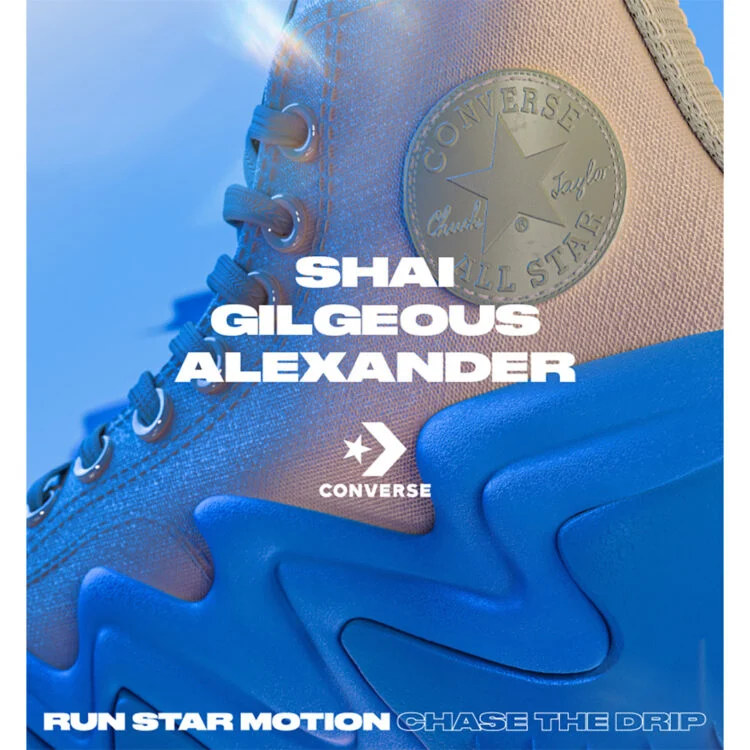 CONVERSE
Chuck Taylor
®
ALL STAR
SHAI
GILGEOUS
ALEXANDER
CONVERSE
RUN STAR MOTION CHASE THE DRIP